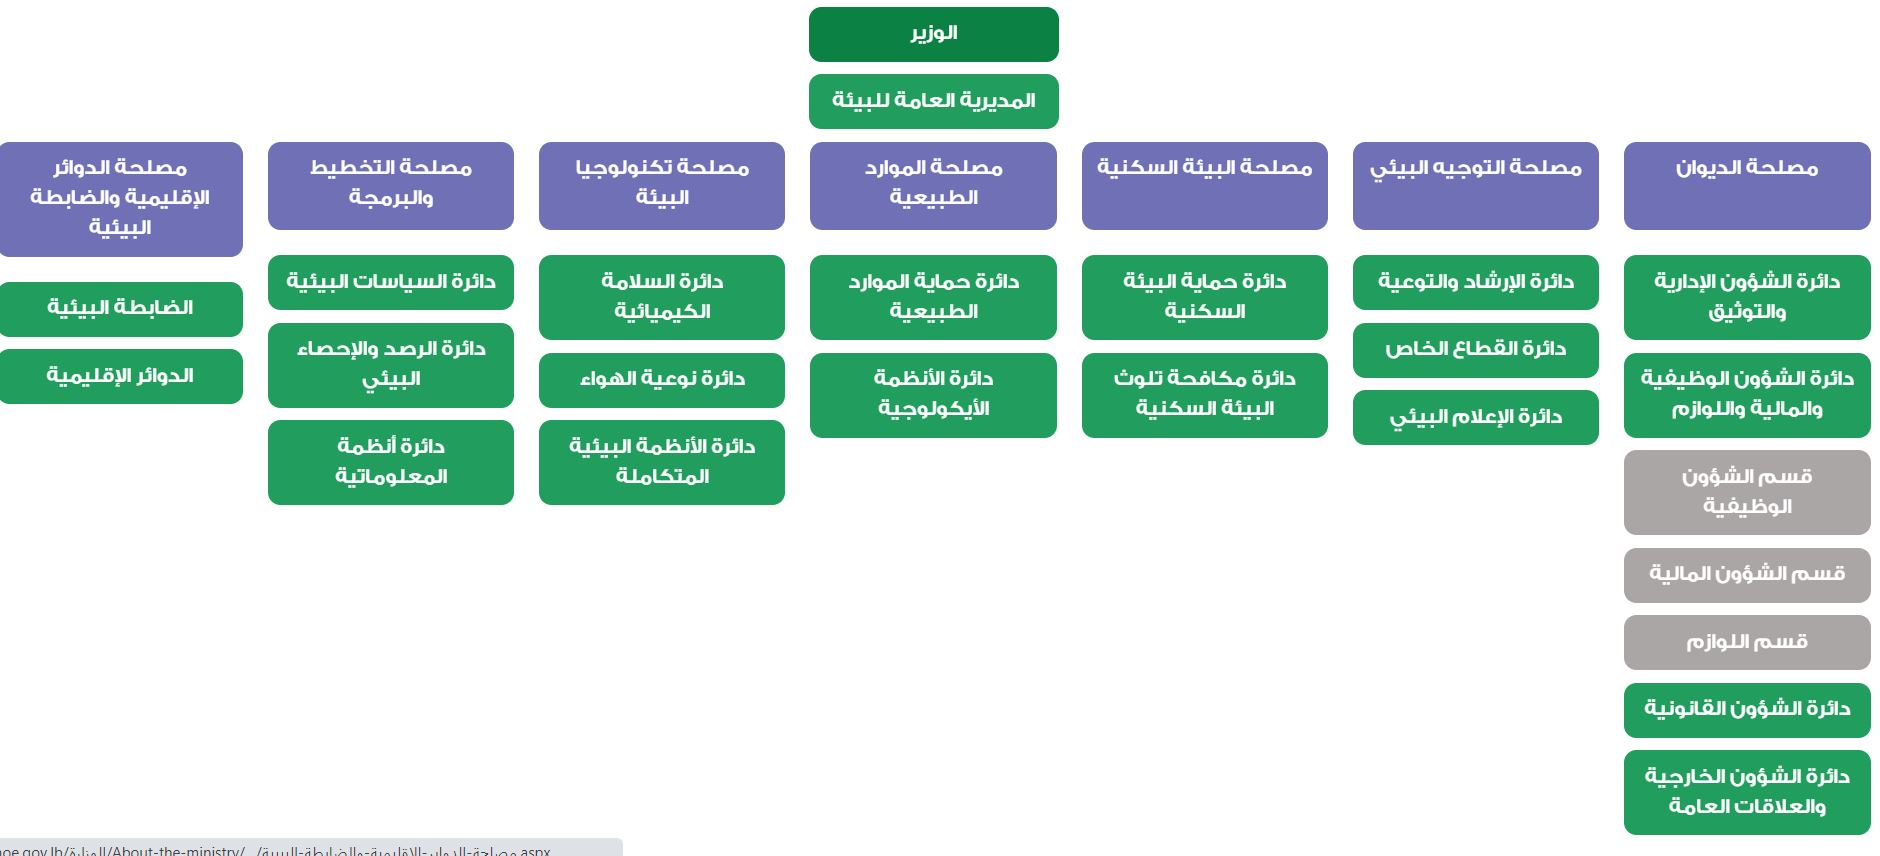 الوزير
المديرية العامة للبيئة
مصلحة الديوان
دائرة الشؤون الإدارية
والتوثيق
دائرة الشؤون الوظيفية
والمالية واللوازم
قسم الشؤون
الوظيفية
قسم الشؤون المالية
قسم اللوازم
دائرة الشؤون القانونية
دائرة الشؤون الخارجية
والعلاقات العامة
مصلحة التوجيه البيئي
دائرة الإرشاد والتوعية
دائرة القطاع الخاص
دائرة الإعلام البيئي
مصلحة البيئة السكنية
دائرة حماية البيئة
السكنية
دائرة مكافحة تلوث
البيئة السكنية
مصلحة الموارد
الطبيعية
دائرة حماية الموارد
الطبيعية
دائرة الأنظمة
الأيكولوجية
مصلحة تكنولوجيا
البيئة
دائرة السلامة
الكيميائية
دائرة نوعية الهواء
دائرة الأنظمة البيئية
المتكاملة
مصلحة التخطيط
والبرمجة
دائرة السياسات البيئية
دائرة الرصد والإحصاء
البيئي
دائرة أنظمة
المعلوماتية
مصلحة الدوائر
الإقليمية والضابطة
البيئية
الضابطة البيئية
الدوائر الإقليمية